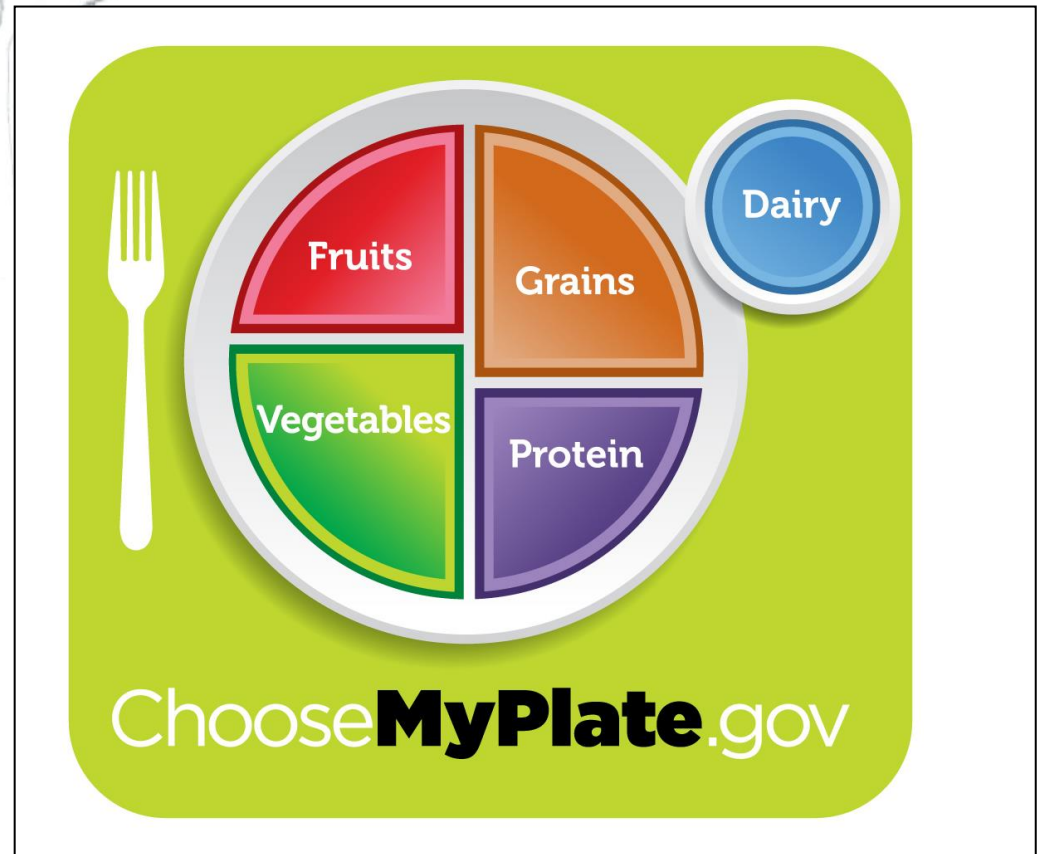 Fruits
Grains
Dairy
Vegetables
Protein
ChooseMyPlate.gov